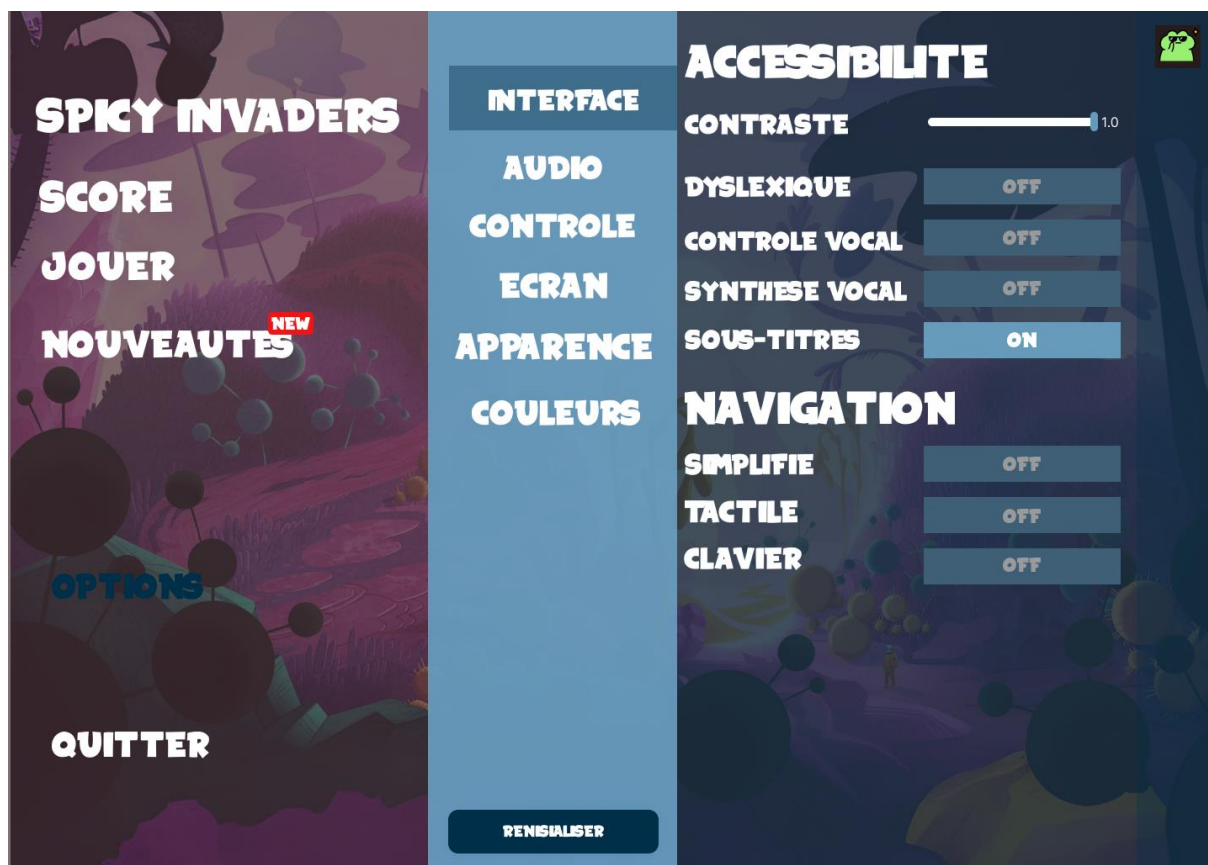 SPICY INVADERS
SCORE
JOUER
NOUVEAUTES NEW
OPTIONS
QUITTER
INTERFACE
AUDIO
CONTROLE
ECRAN
APPARENCE
COULEURS
RENISIALISER
ACCESSIBILITE
CONTRASTE 1.0
DYSLEXIQUE OFF
CONTROLE VOCAL OFF
SYNTHESE VOCAL OFF
SOUS-TITRES ON
NAVIGATION
SIMPLIFIE OFF
TACTILE OFF
CLAVIER OFF